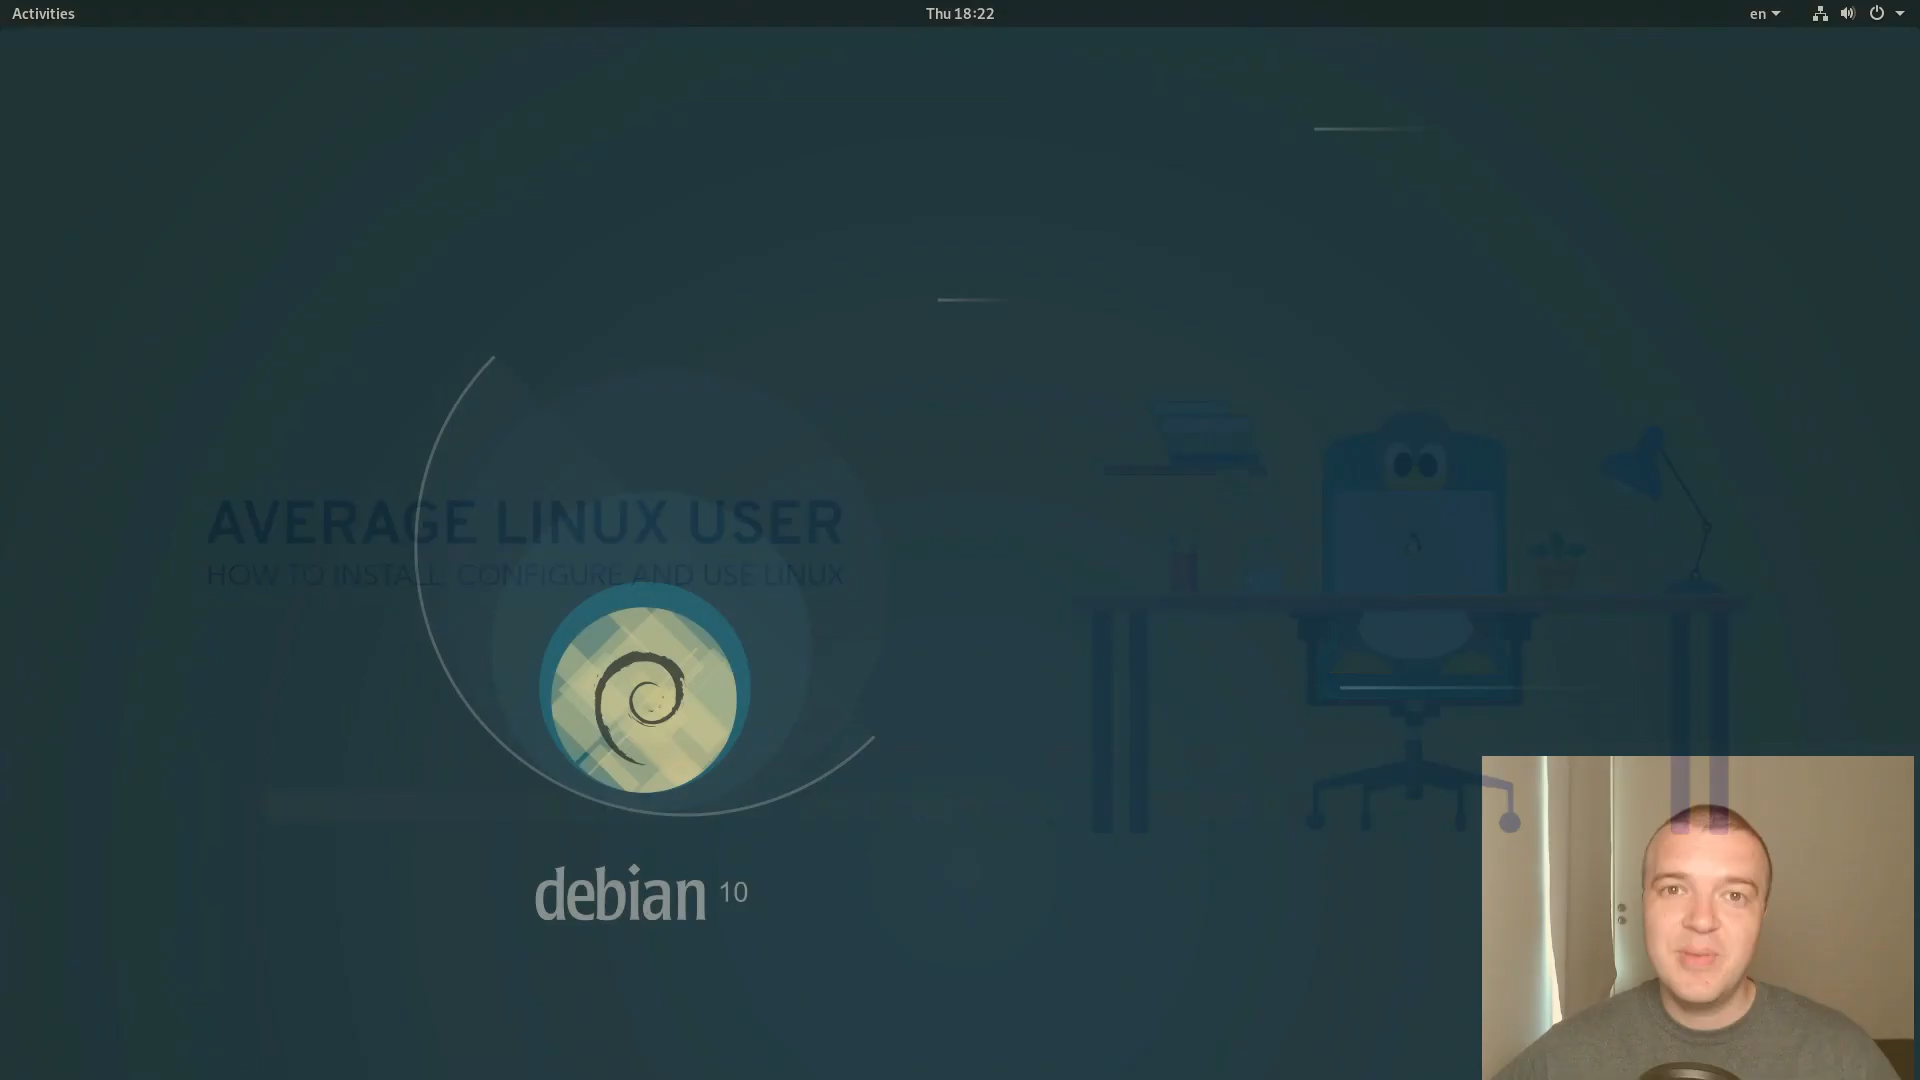 Activities
Thu 18:22
en
AVERAGE LINUX USER
HOW TO INSTALL, CONFIGURE AND USE LINUX
debian 10